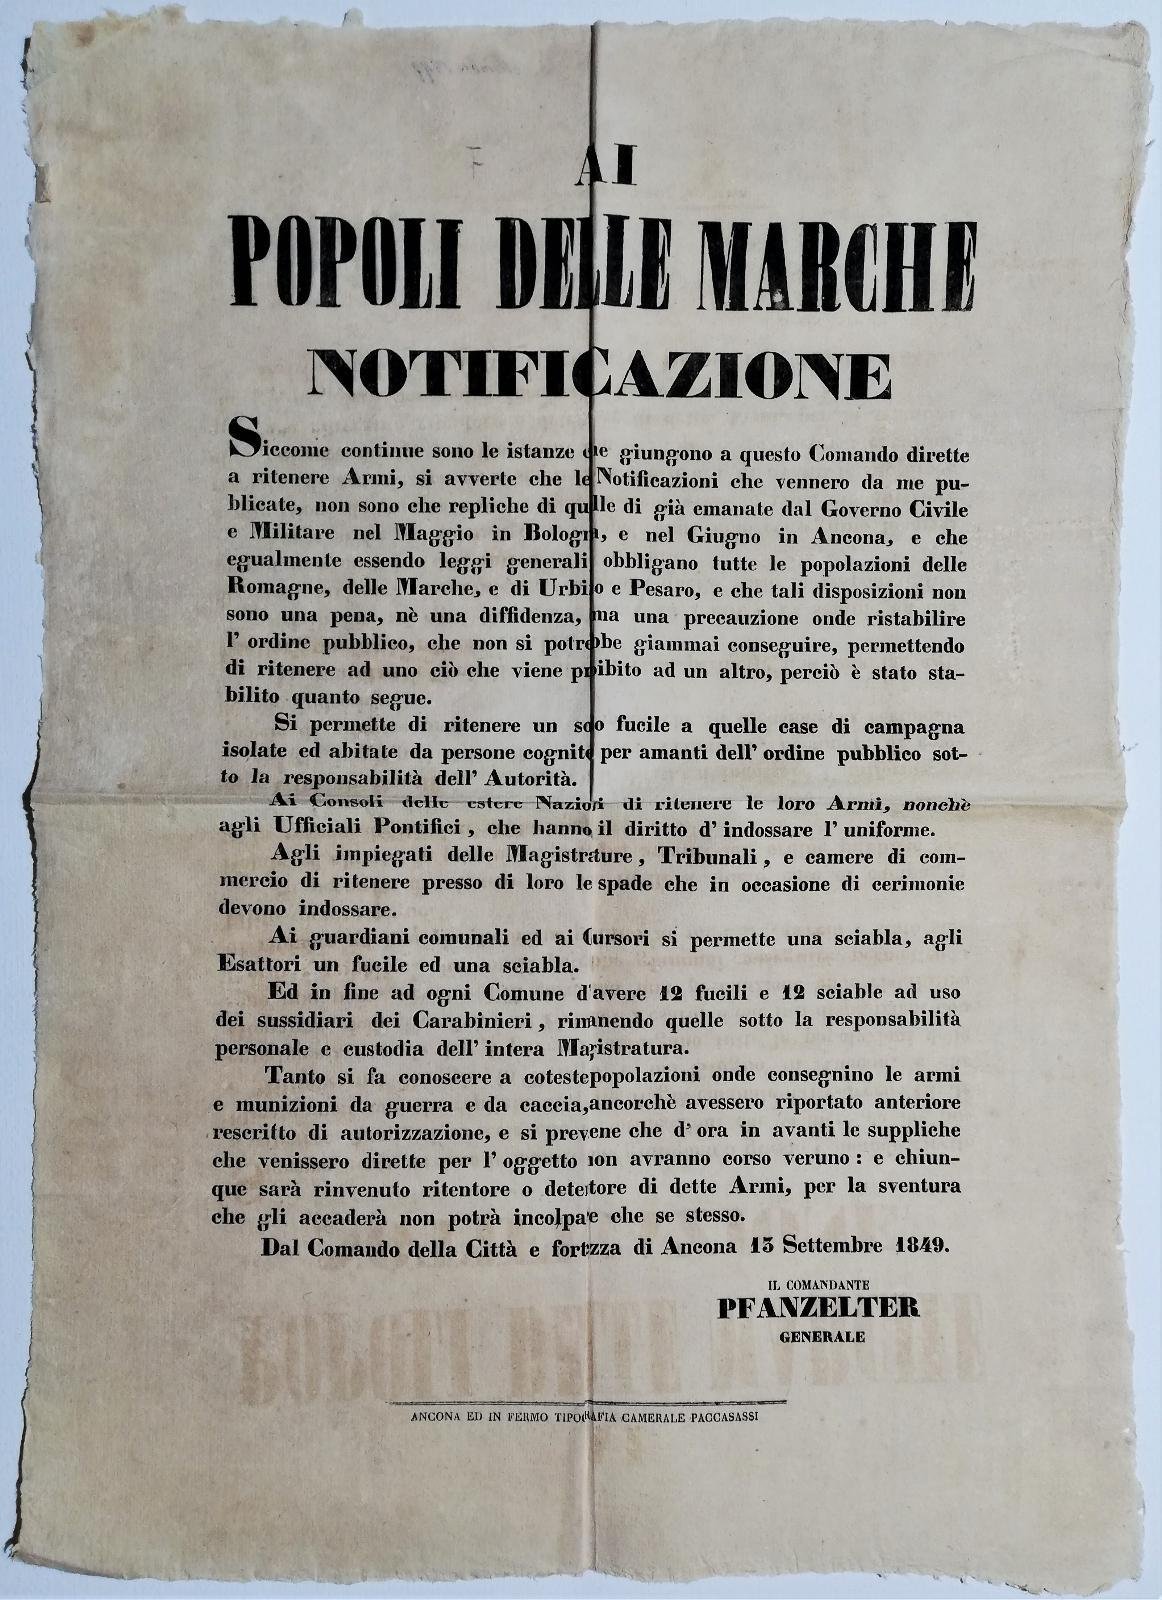 AI
POPOLI DELLE MARCHE
NOTIFICAZIONE
Siccome continue sono le istanze che giungono a questo Comando dirette
a ritenere Armi, si avverte che le Notificazioni che vennero da me pu-
blicate, non sono che repliche di quelle di già emanate dal Governo Civile
e Militare nel Maggio in Bologna, e nel Giugno in Ancona, e che
egualmente essendo leggi generali obbligano tutte le popolazioni delle
Romagne, delle Marche, e di Urbino e Pesaro, e che tali disposizioni non
sono una pena, nè una diffidenza, ma una precauzione onde ristabilire
l' ordine pubblico, che non si potrebbe giammai conseguire, permettendo
di ritenere ad uno ciò che viene proibito ad un altro, perciò è stato sta-
bilito quanto segue.
Si permette di ritenere un solo fucile a quelle case di campagna
isolate ed abitate da persone cognite per amanti dell' ordine pubblico sot-
to la responsabilità dell' Autorità.
Ai Consoli delle estere Nazioni di ritenere le loro Armi, nonchè
agli Ufficiali Pontifici, che hanno il diritto d' indossare l' uniforme.
Agli impiegati delle Magistrature, Tribunali, e camere di com-
mercio di ritenere presso di loro le spade che in occasione di cerimonie
devono indossare.
Ai guardiani comunali ed ai Cursori si permette una sciabla, agli
Esattori un fucile ed una sciabla.
Ed in fine ad ogni Comune d'avere 12 fucili e 12 sciable ad uso
dei sussidiari dei Carabinieri, rimanendo quelle sotto la responsabilità
personale e custodia dell' intera Magistratura.
Tanto si fa conoscere a coteste popolazioni onde consegnino le armi
e munizioni da guerra e da caccia, ancorchè avessero riportato anteriore
rescritto di autorizzazione, e si prevene che d' ora in avanti le suppliche
che venissero dirette per l' oggetto non avranno corso veruno: e chiun-
que sarà rinvenuto ritentore o detentore di dette Armi, per la sventura
che gli accaderà non potrà incolpare che se stesso.
Dal Comando della Città e fortezza di Ancona 13 Settembre 1849.
IL COMANDANTE
PFANZELTER
GENERALE
ANCONA ED IN FERMO TIPOGRAFIA CAMERALE PACCASASSI